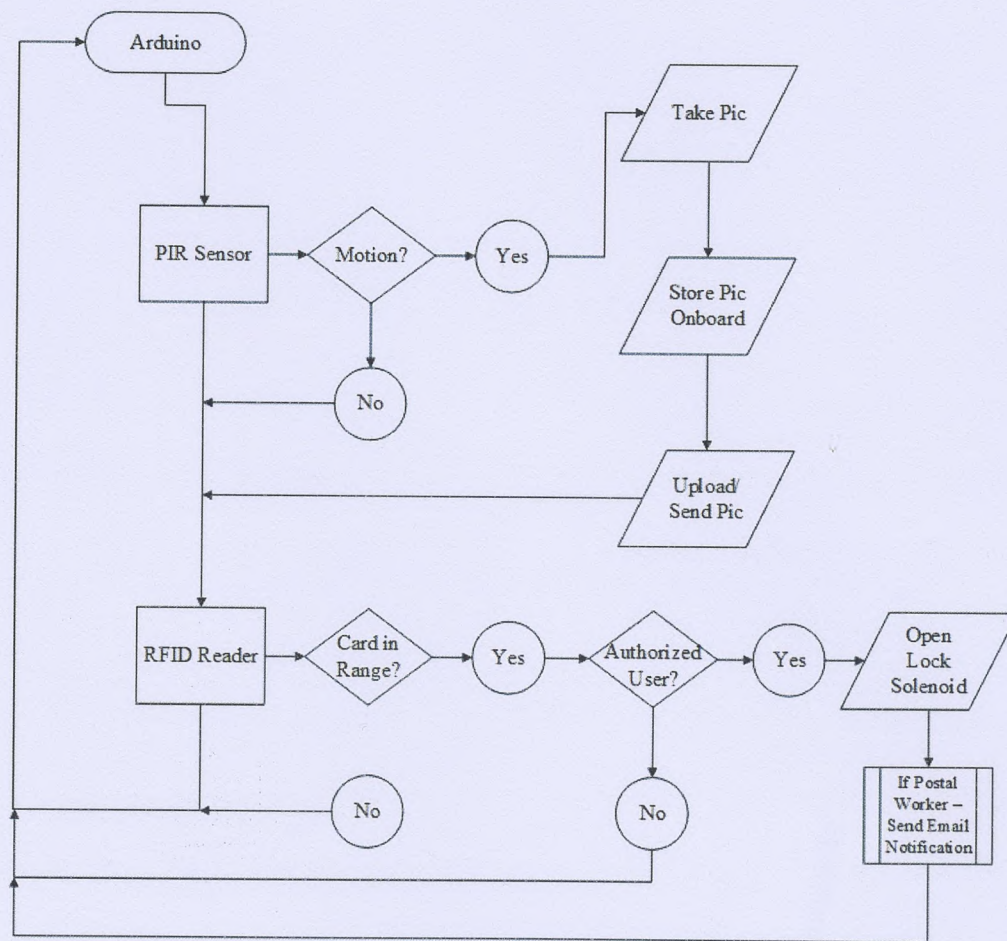 Arduino
Take Pic
PIR Sensor
Motion?
Yes
Store Pic
Onboard
No
Upload/
Send Pic
RFID Reader
Card in
Range?
Yes
Authorized
User?
Yes
Open
Lock
Solenoid
No
No
If Postal
Worker –
Send Email
Notification